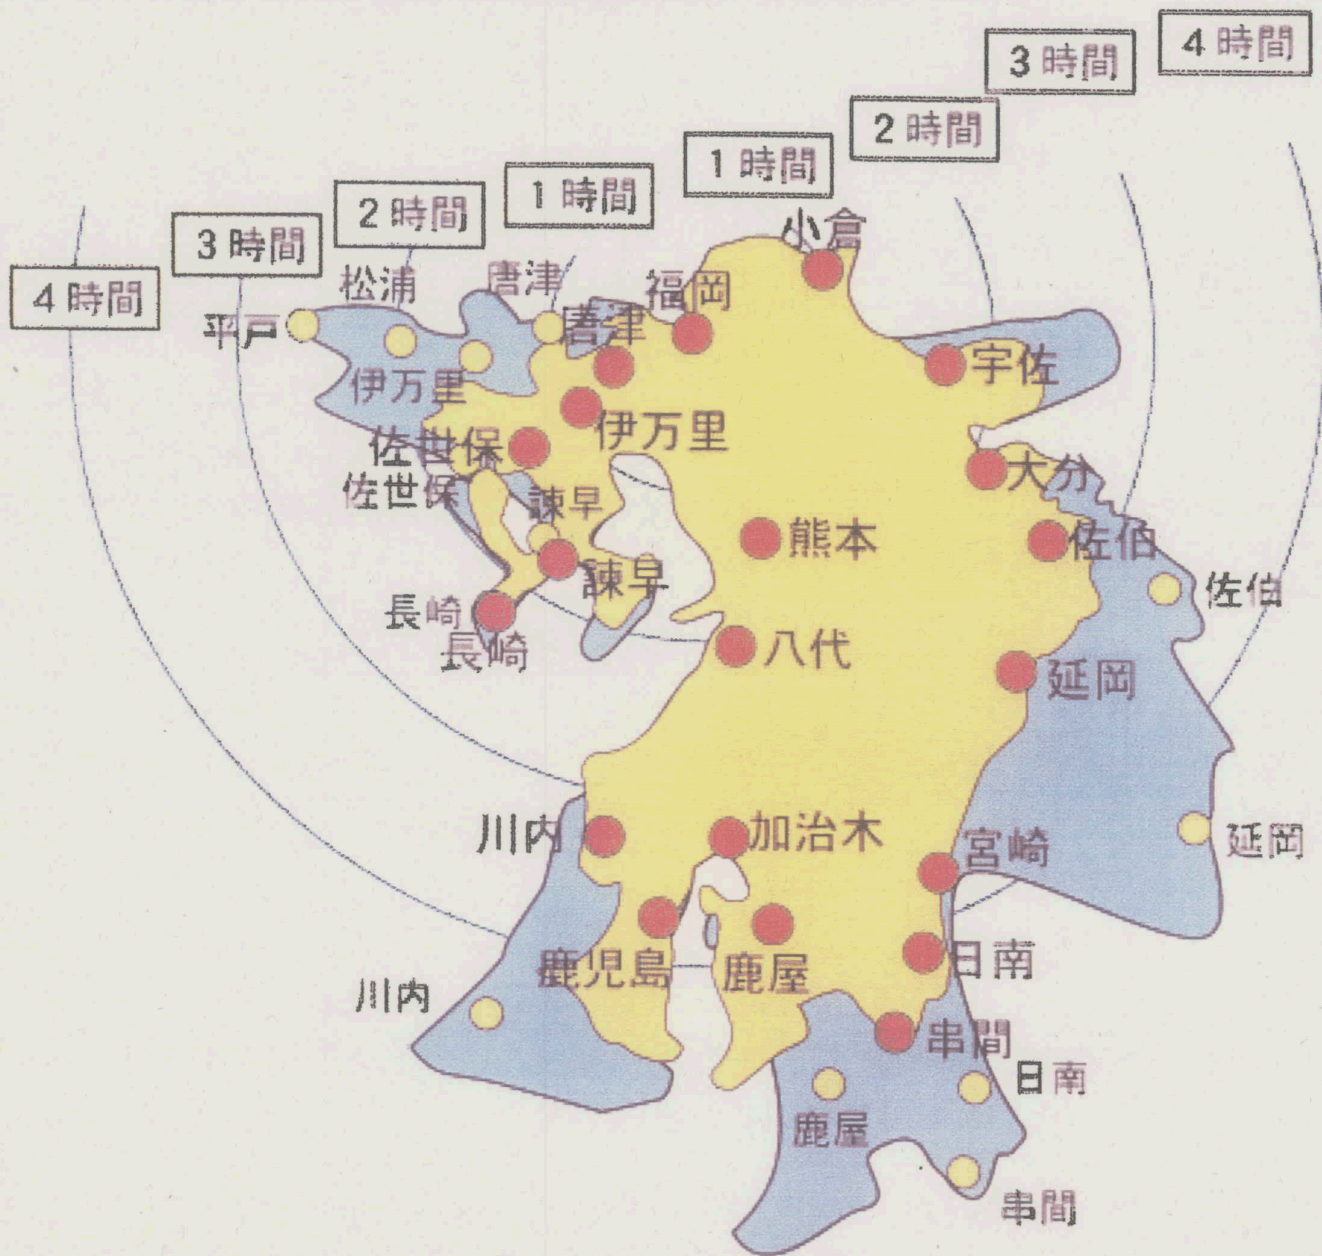 4時間
3時間
2時間
1時間
1時間
2時間
3時間
4時間
小倉
松浦
唐津
福岡
平戸
唐津
宇佐
伊万里
伊万里
佐世保
大分
佐世保
諫早
熊本
佐伯
諫早
佐伯
長崎
長崎
八代
延岡
川内
加治木
宮崎
延岡
鹿児島
鹿屋
日南
川内
串間
日南
鹿屋
串間